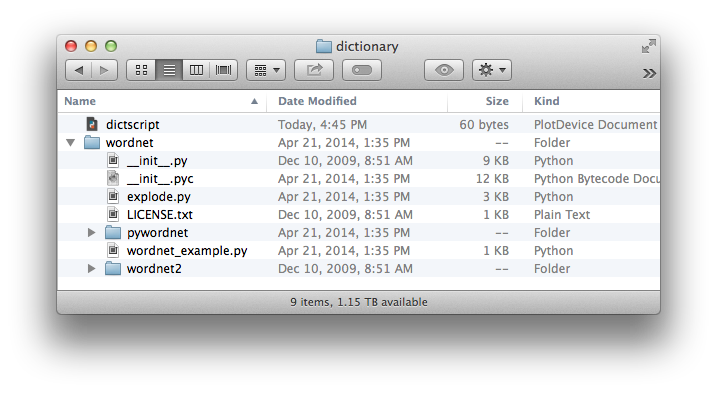 dictionary
Name Date Modified Size Kind
dictscript Today, 4:45 PM 60 bytes PlotDevice Document
wordnet Apr 21, 2014, 1:35 PM -- Folder
__init__.py Dec 10, 2009, 8:51 AM 9 KB Python
__init__.pyc Apr 21, 2014, 1:35 PM 12 KB Python Bytecode Docu
explode.py Apr 21, 2014, 1:35 PM 3 KB Python
LICENSE.txt Dec 10, 2009, 8:51 AM 1 KB Plain Text
pywordnet Apr 21, 2014, 1:35 PM -- Folder
wordnet_example.py Apr 21, 2014, 1:35 PM 1 KB Python
wordnet2 Dec 10, 2009, 8:51 AM -- Folder
9 items, 1.15 TB available